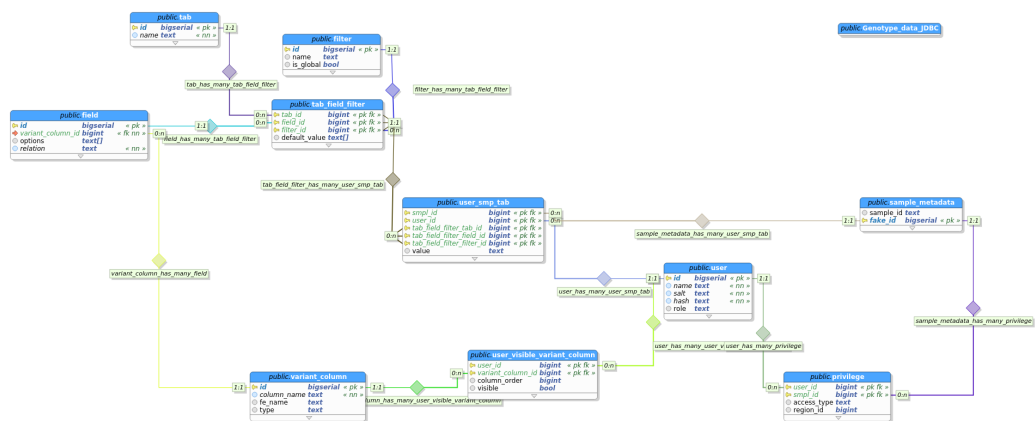 public.tab
id bigserial « pk »
name text « nn »
1:1
public.filter
id bigserial « pk »
name text
is_global bool
1:1
public.Genotype_data_JDBC
tab_has_many_tab_field_filter
filter_has_many_tab_field_filter
public.field
id bigserial « pk »
variant_column_id bigint « fk nn »
options text[]
relation text « nn »
1:1
0:n
field_has_many_tab_field_filter
public.tab_field_filter
tab_id bigint « pk fk »
field_id bigint « pk fk »
filter_id bigint « pk fk »
default_value text[]
0:n
0:n
1:1
0:n
tab_field_filter_has_many_user_smp_tab
public.user_smp_tab
smpl_id bigint « pk fk »
user_id bigint « pk fk »
tab_field_filter_tab_id bigint « pk fk »
tab_field_filter_field_id bigint « pk fk »
tab_field_filter_filter_id bigint « pk fk »
value text
0:n
0:n
0:n
sample_metadata_has_many_user_smp_tab
public.sample_metadata
sample_id text
fake_id bigserial « pk »
1:1
1:1
variant_column_has_many_field
user_has_many_user_smp_tab
public.user
id bigserial « pk »
name text « nn »
salt text « nn »
hash text « nn »
role text
1:1
1:1
sample_metadata_has_many_privilege
user_has_many_user_v
user_has_many_privilege
public.user_visible_variant_column
user_id bigint « pk fk »
variant_column_id bigint « pk fk »
column_order bigint
visible bool
0:n
0:n
public.variant_column
id bigserial « pk »
column_name text « nn »
fe_name text
type text
1:1
1:1
column_has_many_user_visible_variant_column
public.privilege
user_id bigint « pk fk »
smpl_id bigint « pk fk »
access_type text
region_id bigint
0:n
0:n